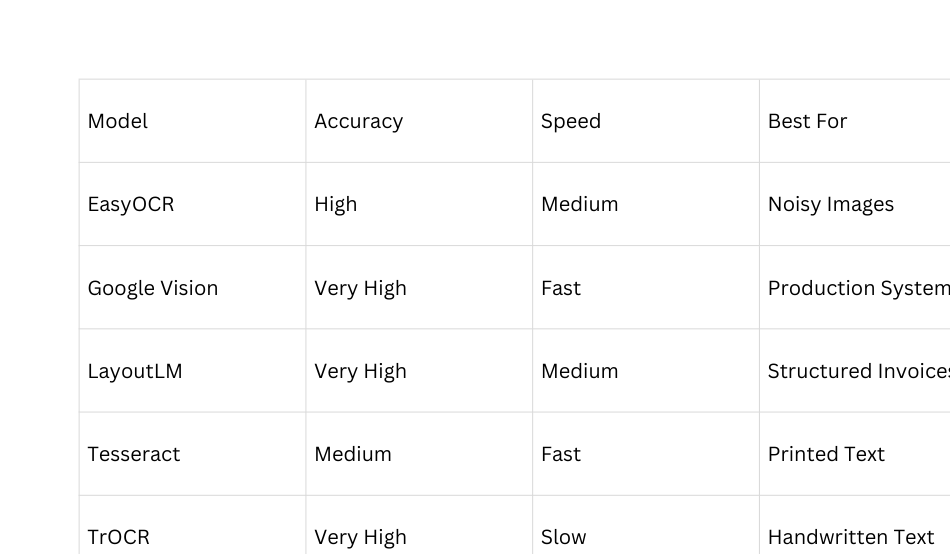 Model Accuracy Speed Best For
EasyOCR High Medium Noisy Images
Google Vision Very High Fast Production System
LayoutLM Very High Medium Structured Invoices
Tesseract Medium Fast Printed Text
TrOCR Very High Slow Handwritten Text